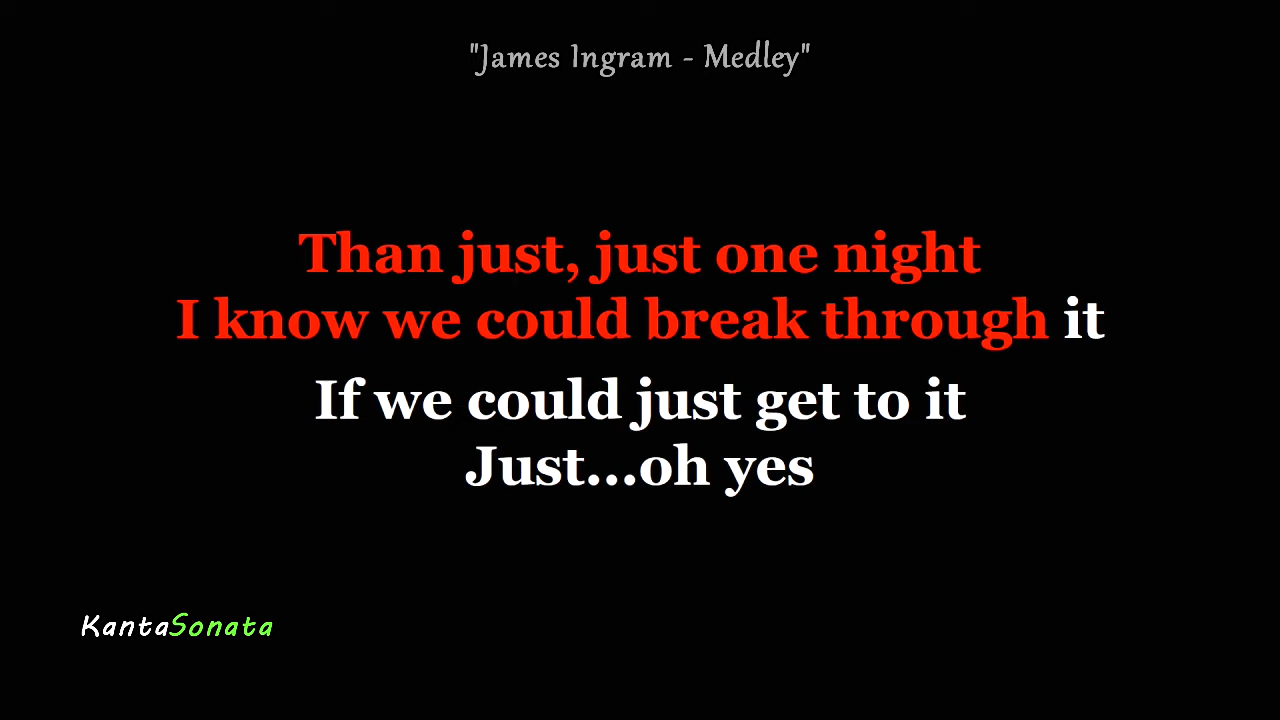 "James Ingram - Medley"
Than just, just one night
I know we could break through it
If we could just get to it
Just...oh yes
KantaSonata